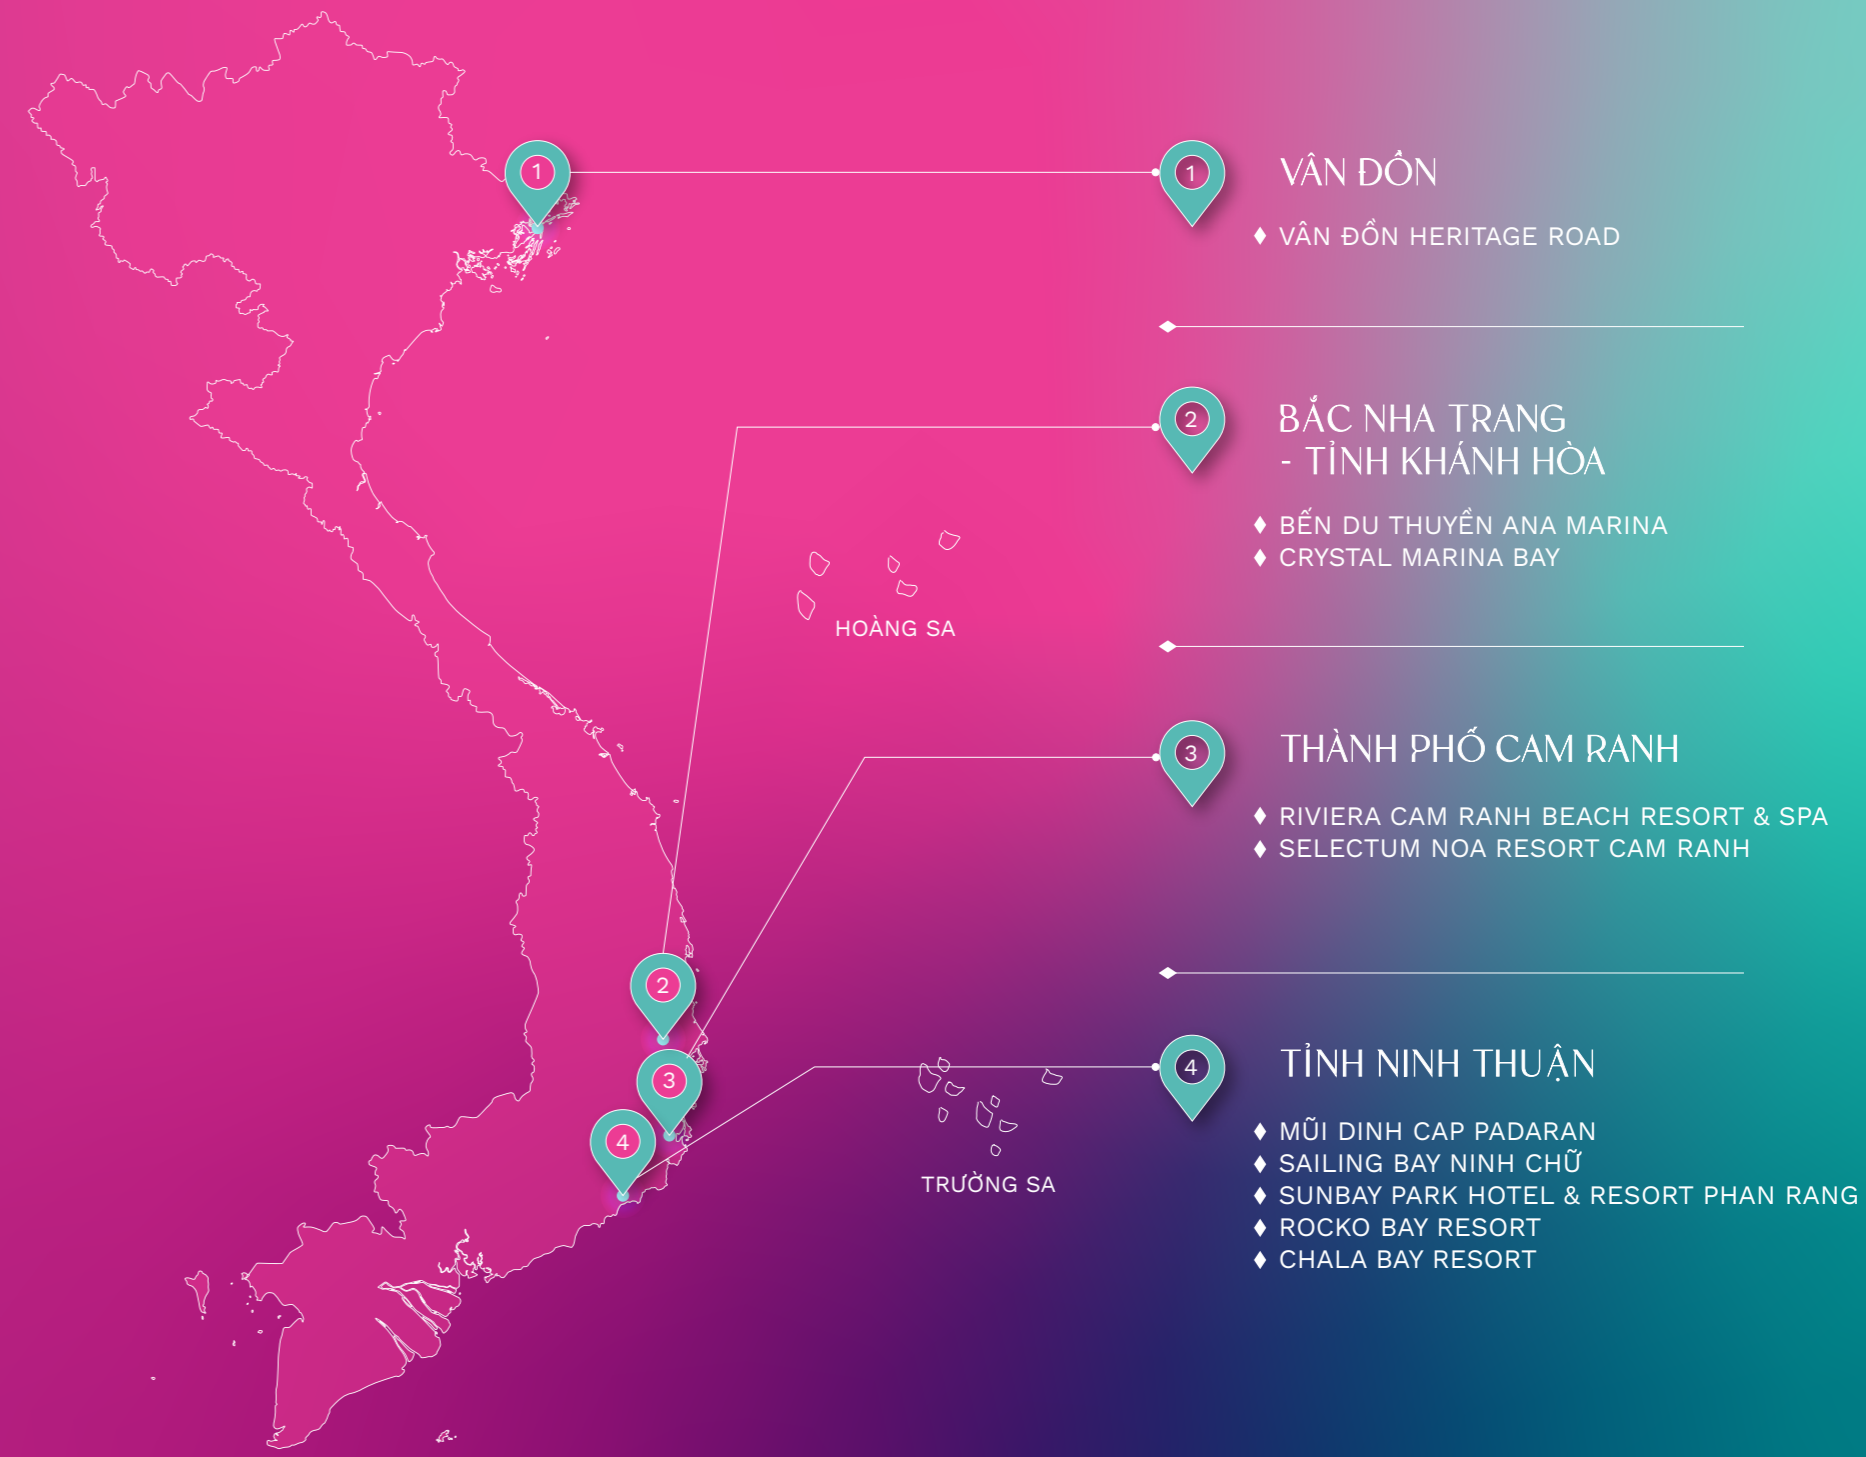 1
1
VÂN ĐỒN
VÂN ĐỒN HERITAGE ROAD
2
BẮC NHA TRANG
- TỈNH KHÁNH HÒA
BẾN DU THUYỀN ANA MARINA
CRYSTAL MARINA BAY
HOÀNG SA
3
THÀNH PHỐ CAM RANH
RIVIERA CAM RANH BEACH RESORT & SPA
SELECTUM NOA RESORT CAM RANH
2
3
4
TRƯỜNG SA
4
TỈNH NINH THUẬN
MŨI DINH CAP PADARAN
SAILING BAY NINH CHỮ
SUNBAY PARK HOTEL & RESORT PHAN RANG
ROCKO BAY RESORT
CHALA BAY RESORT